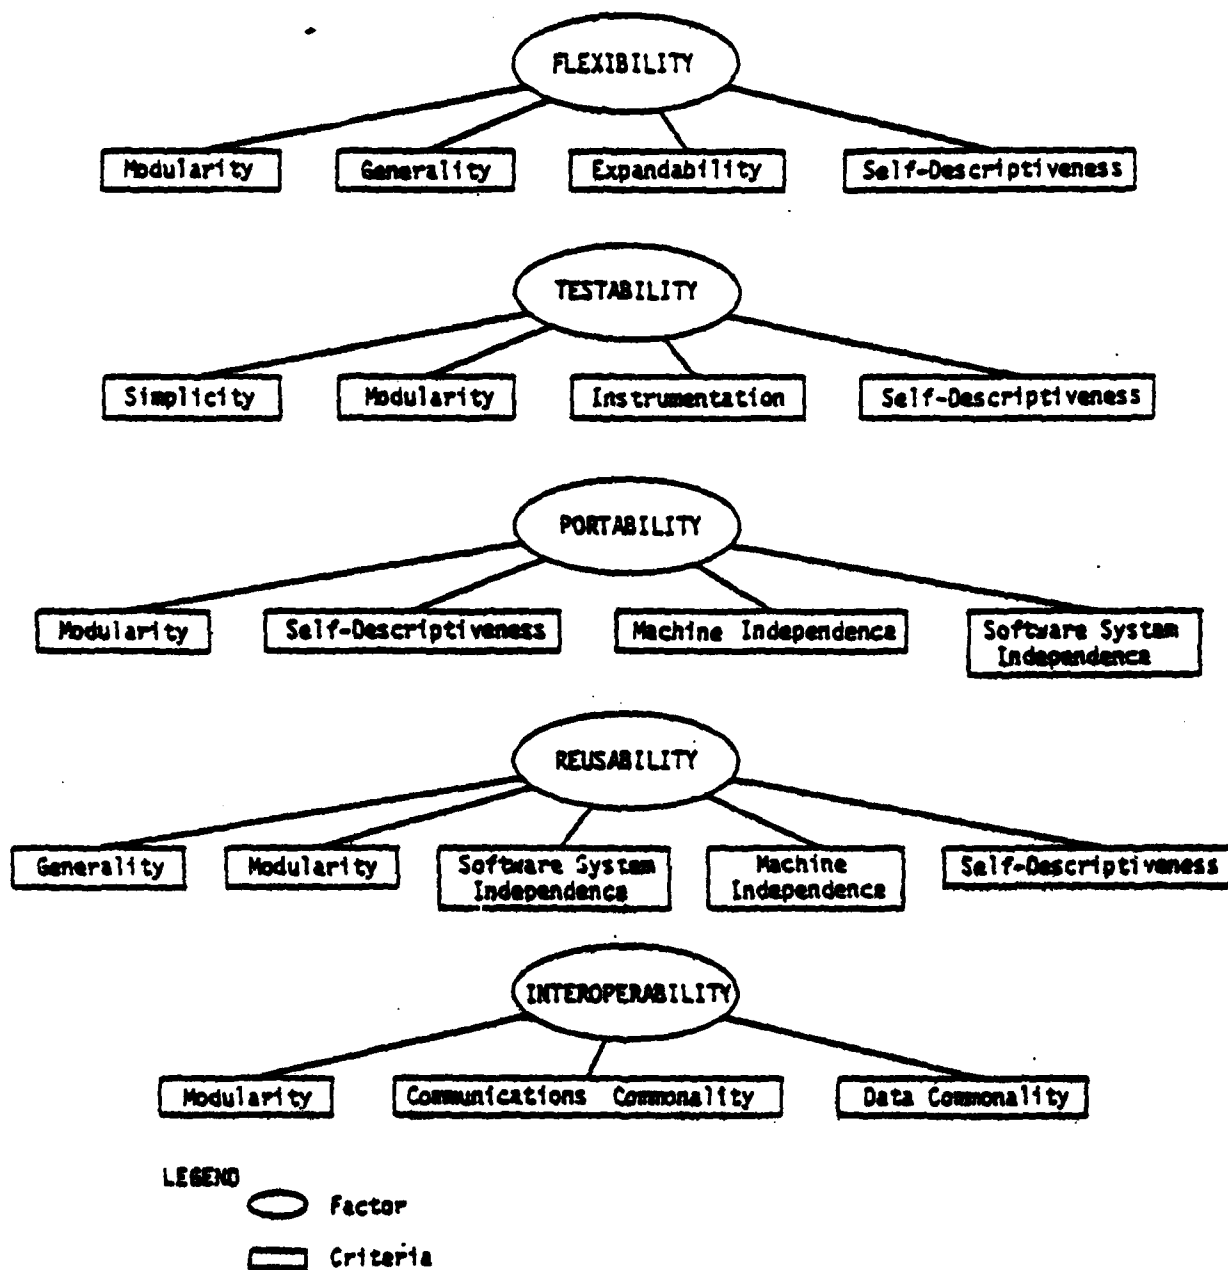 FLEXIBILITY
Modularity
Generality
Expandability
Self-Descriptiveness
TESTABILITY
Simplicity
Modularity
Instrumentation
Self-Descriptiveness
PORTABILITY
Modularity
Self-Descriptiveness
Machine Independence
Software System
Independence
REUSABILITY
Generality
Modularity
Software System
Independence
Machine
Independence
Self-Descriptiveness
INTEROPERABILITY
Modularity
Communications Commonality
Data Commonality
LEGEND
Factor
Criteria